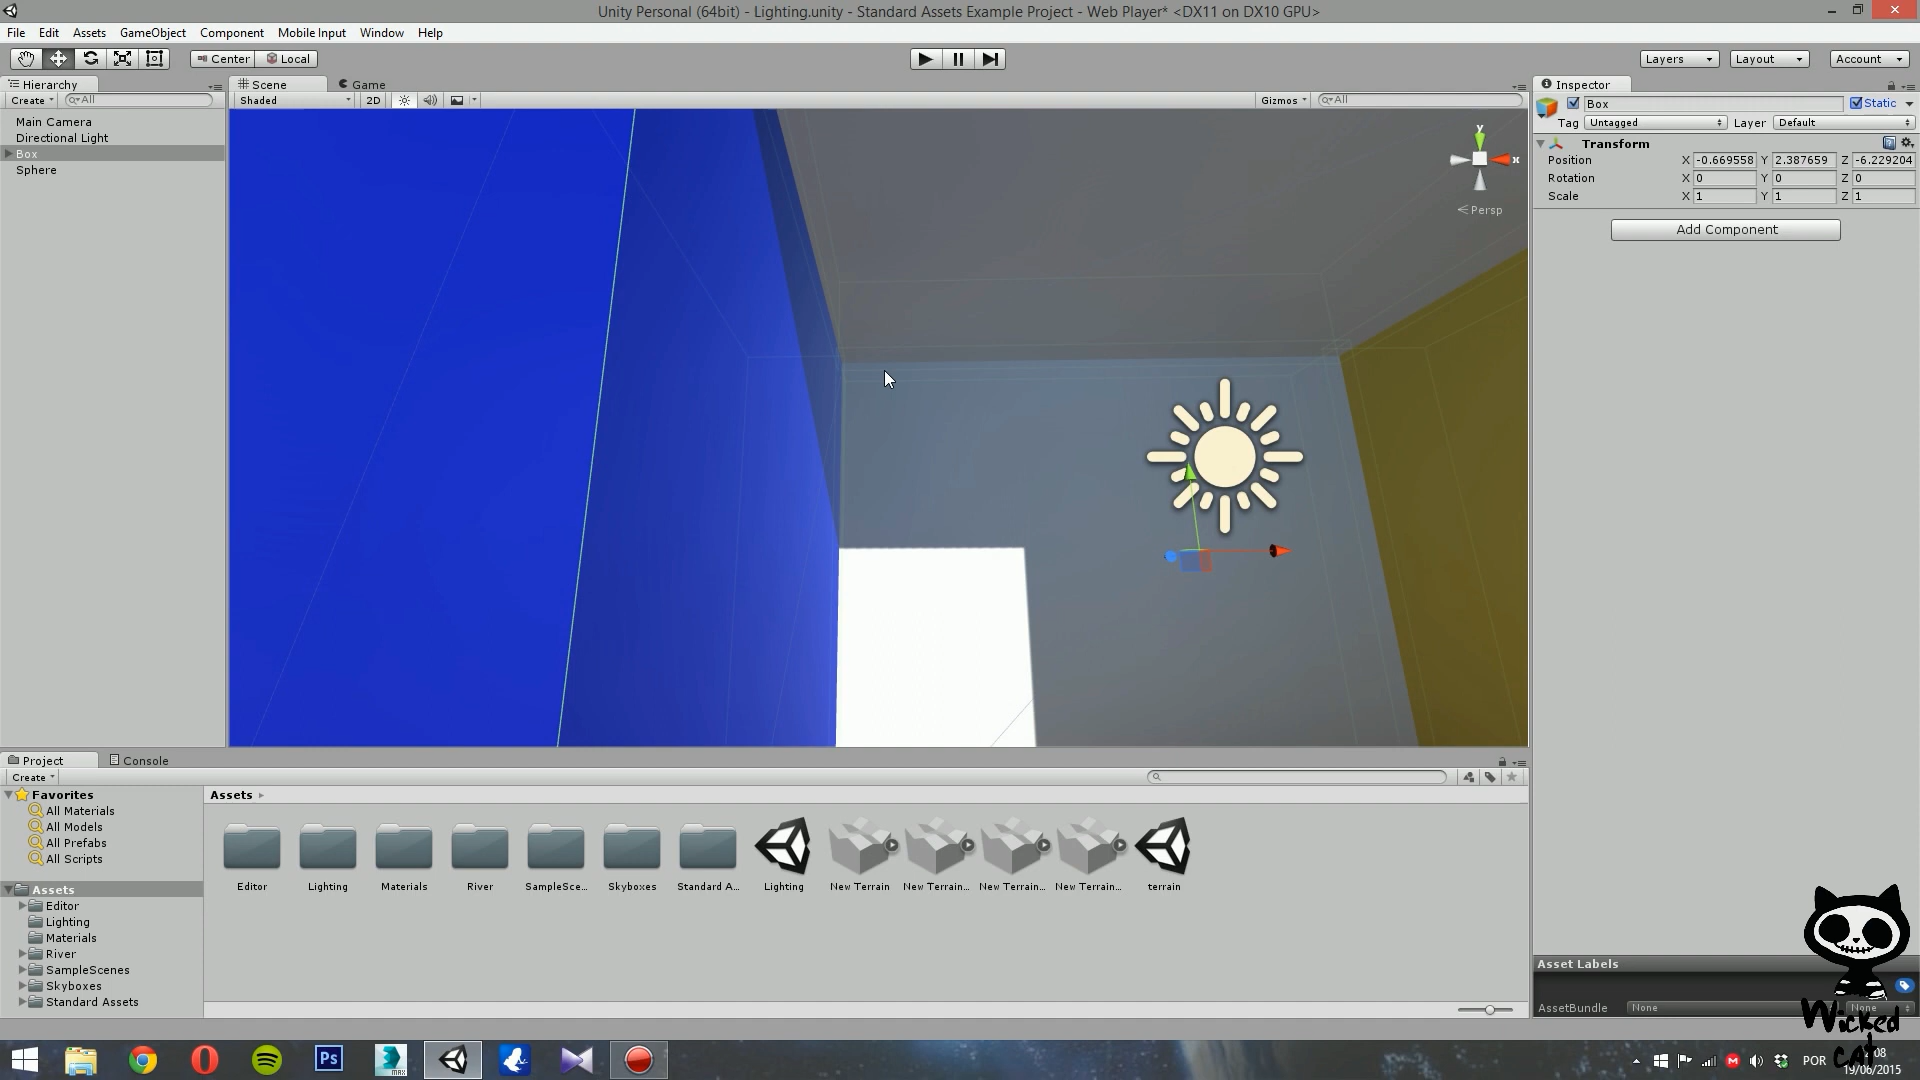 Unity Personal (64bit) - Lighting.unity - Standard Assets Example Project - Web Player* <DX11 on DX10 GPU>
File Edit Assets GameObject Component Mobile Input Window Help
Center Local Layers Layout Account
Hierarchy
Create All
Main Camera
Directional Light
Box
Sphere
Scene Game
Shaded 2D Gizmos All
y
x
Persp
Inspector
Box Static
Tag Untagged Layer Default
Transform
Position X -0.669558 Y 2.387659 Z -6.229204
Rotation X 0 Y 0 Z 0
Scale X 1 Y 1 Z 1
Add Component
Project Console
Create
Favorites
All Materials
All Models
All Prefabs
All Scripts
Assets
Editor
Lighting
Materials
River
SampleScenes
Skyboxes
Standard Assets
Assets
Editor Lighting Materials River SampleSce... Skyboxes Standard A... Lighting New Terrain New Terrain... New Terrain... New Terrain... terrain
Asset Labels
AssetBundle None None
Wicked
cat
Ps
MAX
POR
19/06/2015